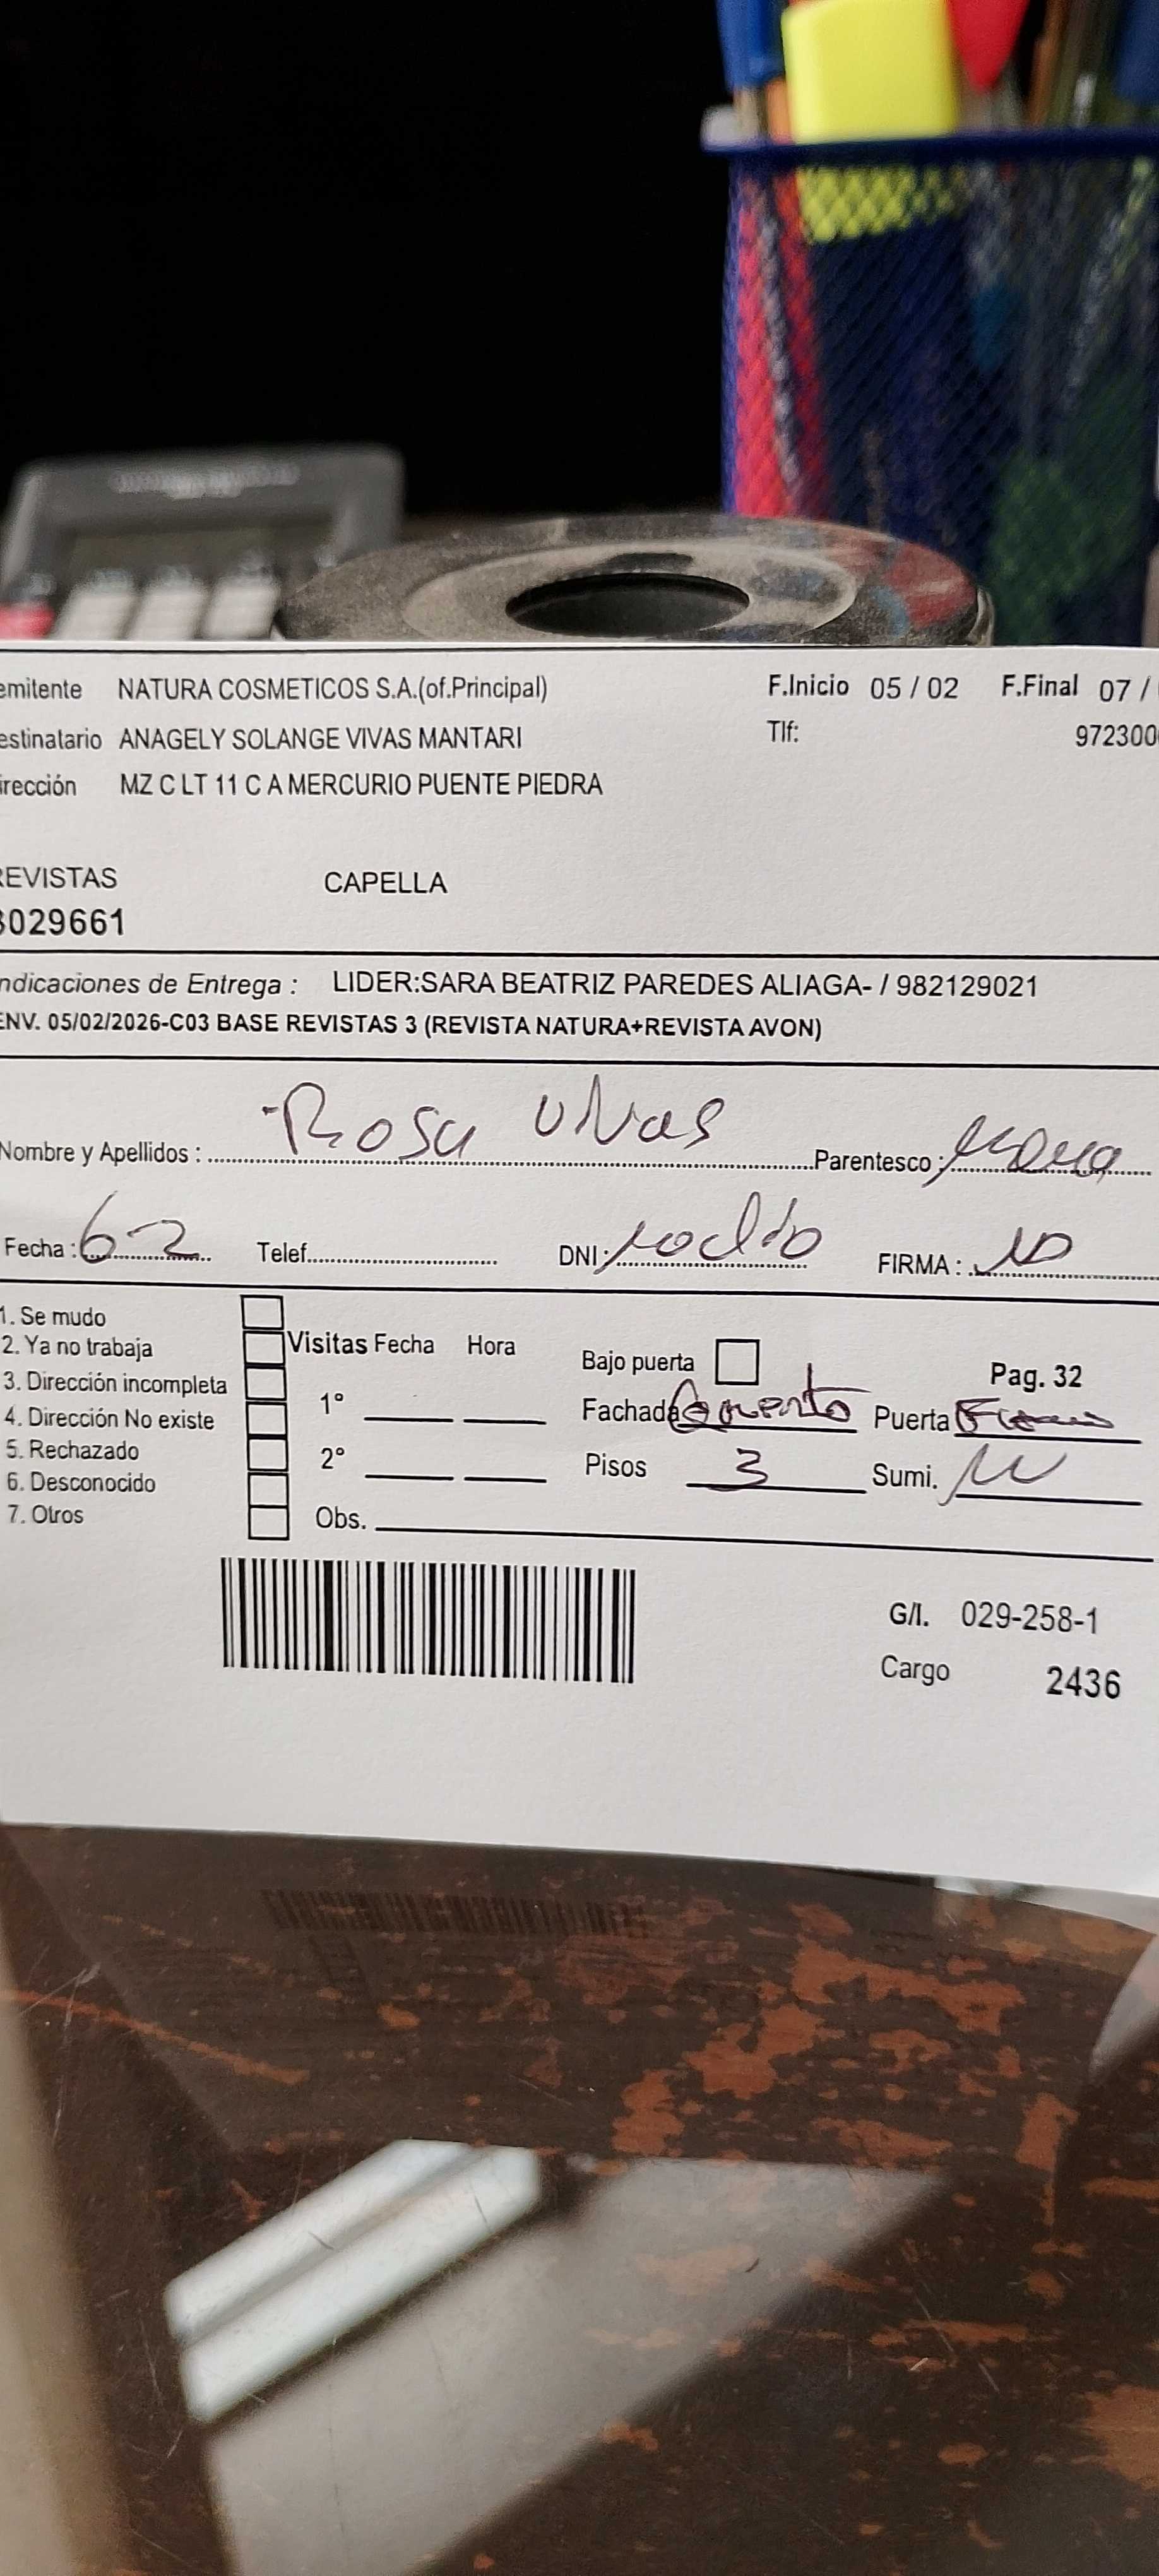 emitente NATURA COSMETICOS S.A.(of.Principal) F.Inicio 05 / 02 F.Final 07 /
estinatario ANAGELY SOLANGE VIVAS MANTARI Tlf: 972300
irección MZ C LT 11 C A MERCURIO PUENTE PIEDRA
REVISTAS CAPELLA
3029661
ndicaciones de Entrega : LIDER:SARA BEATRIZ PAREDES ALIAGA- / 982129021
ENV. 05/02/2026-C03 BASE REVISTAS 3 (REVISTA NATURA+REVISTA AVON)
Nombre y Apellidos : Rosa Vivas Parentesco :
Fecha : 6-2 Telef. DNI : FIRMA :
1. Se mudo
2. Ya no trabaja Visitas Fecha Hora Bajo puerta Pag. 32
3. Dirección incompleta 1° Fachada Puerta
4. Dirección No existe
5. Rechazado 2° Pisos 3 Sumi.
6. Desconocido
7. Otros Obs.
G/I. 029-258-1
Cargo 2436